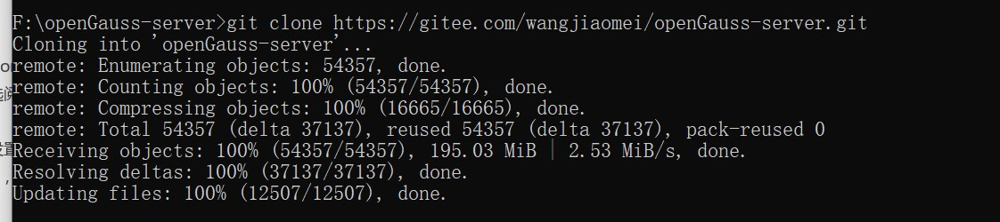 F:\openGauss-server>git clone https://gitee.com/wangjiaomei/openGauss-server.git
Cloning into 'openGauss-server'...
remote: Enumerating objects: 54357, done.
remote: Counting objects: 100% (54357/54357), done.
remote: Compressing objects: 100% (16665/16665), done.
remote: Total 54357 (delta 37137), reused 54357 (delta 37137), pack-reused 0
Receiving objects: 100% (54357/54357), 195.03 MiB | 2.53 MiB/s, done.
Resolving deltas: 100% (37137/37137), done.
Updating files: 100% (12507/12507), done.